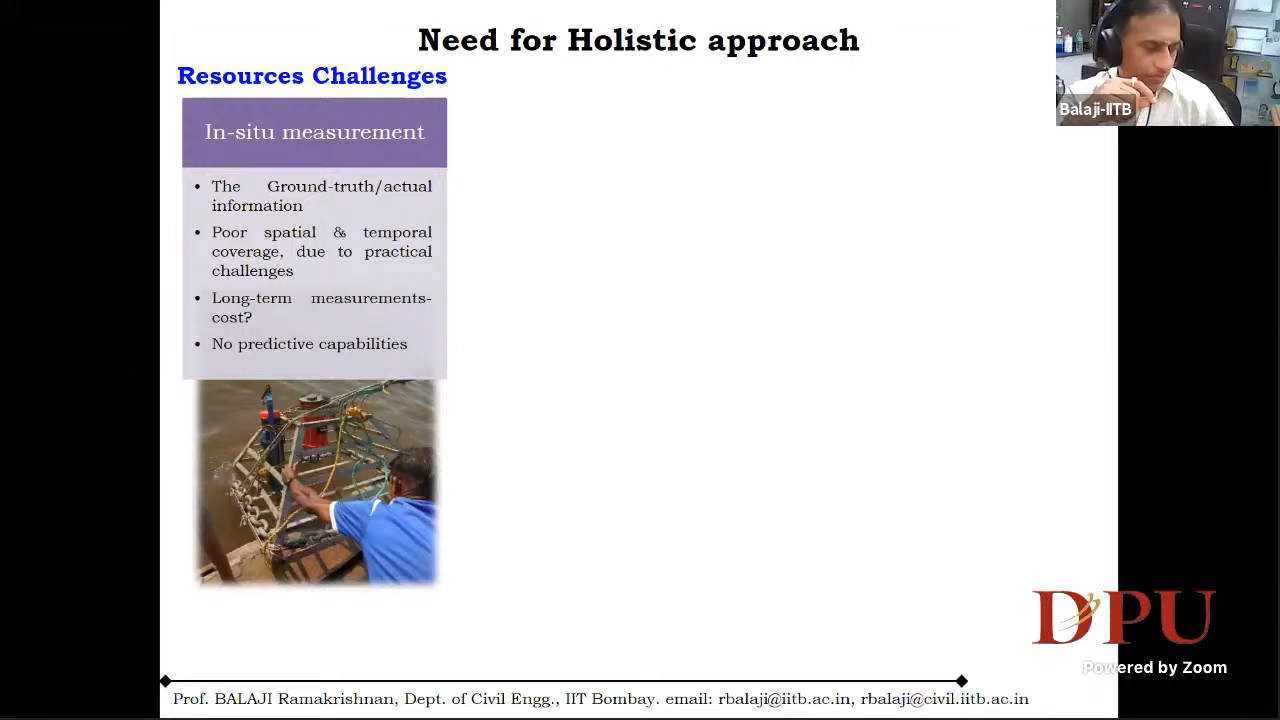 Need for Holistic approach
Resources Challenges
In-situ measurement
• The Ground-truth/actual
information
• Poor spatial & temporal
coverage, due to practical
challenges
• Long-term measurements-
cost?
• No predictive capabilities
Balaji-IITB
DPU
Powered by Zoom
Prof. BALAJI Ramakrishnan, Dept. of Civil Engg., IIT Bombay. email: rbalaji@iitb.ac.in, rbalaji@civil.iitb.ac.in